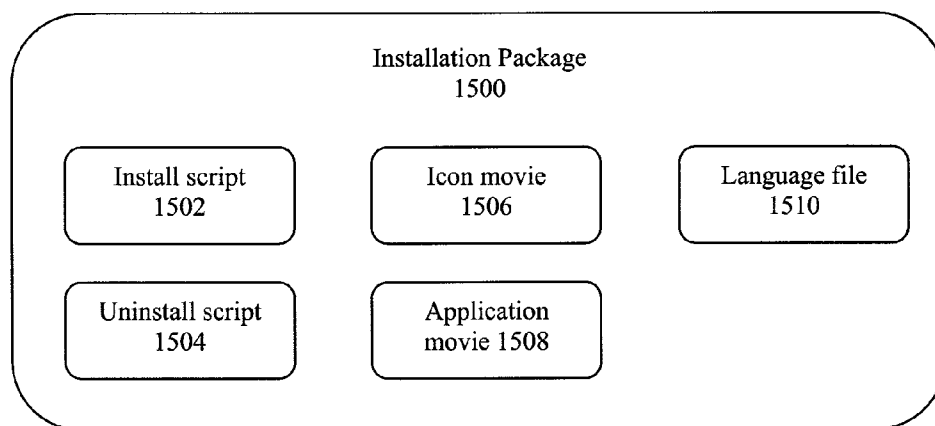 Installation Package
1500
Install script
1502
Icon movie
1506
Language file
1510
Uninstall script
1504
Application
movie 1508